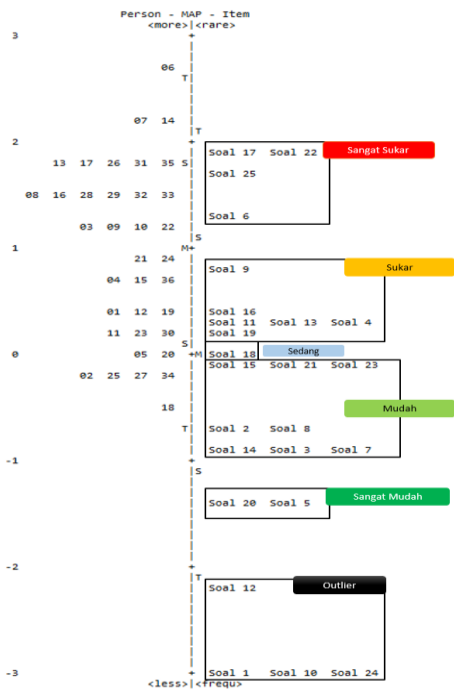 Person - MAP - Item
<more>|<rare>
3 +
06 |
T|
07 14 |
|T
2 +
Soal 17 Soal 22 Sangat Sukar
13 17 26 31 35 S|
Soal 25
08 16 28 29 32 33 |
Soal 6
03 09 10 22 |
|S
1 M+
21 24 | Soal 9 Sukar
04 15 36 |
01 12 19 | Soal 16
Soal 11 Soal 13 Soal 4
11 23 30 | Soal 19
S|
0 05 20 +M Soal 18 Sedang
Soal 15 Soal 21 Soal 23
02 25 27 34 |
18 | Mudah
T| Soal 2 Soal 8
Soal 14 Soal 3 Soal 7
-1 +
|S
Soal 20 Soal 5 Sangat Mudah
-2 +
|T
Soal 12 Outlier
-3 + Soal 1 Soal 10 Soal 24
<less>|<frequ>